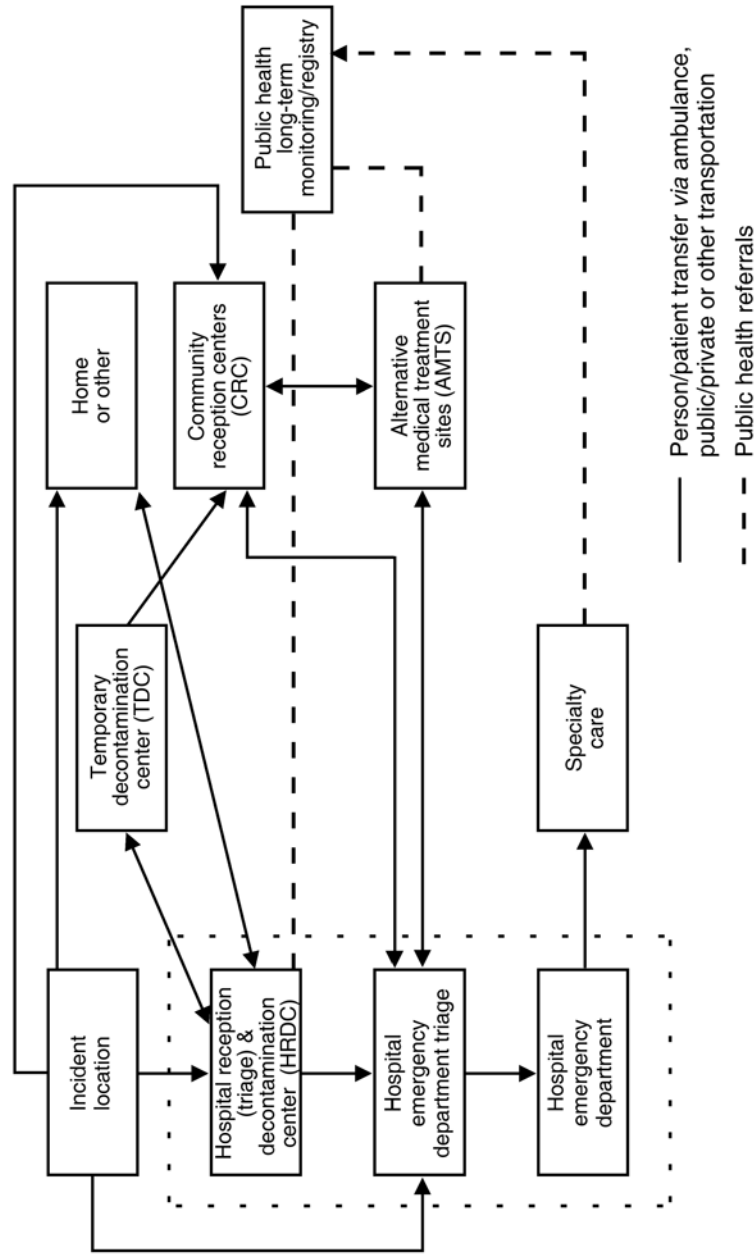 Incident
location
Home
or other
Temporary
decontamination
center (TDC)
Hospital reception
(triage) &
decontamination
center (HRDC)
Community
reception centers
(CRC)
Public health
long-term
monitoring/registry
Hospital
emergency
department triage
Alternative
medical treatment
sites (AMTS)
Hospital
emergency
department
Specialty
care
Person/patient transfer via ambulance,
public/private or other transportation
Public health referrals